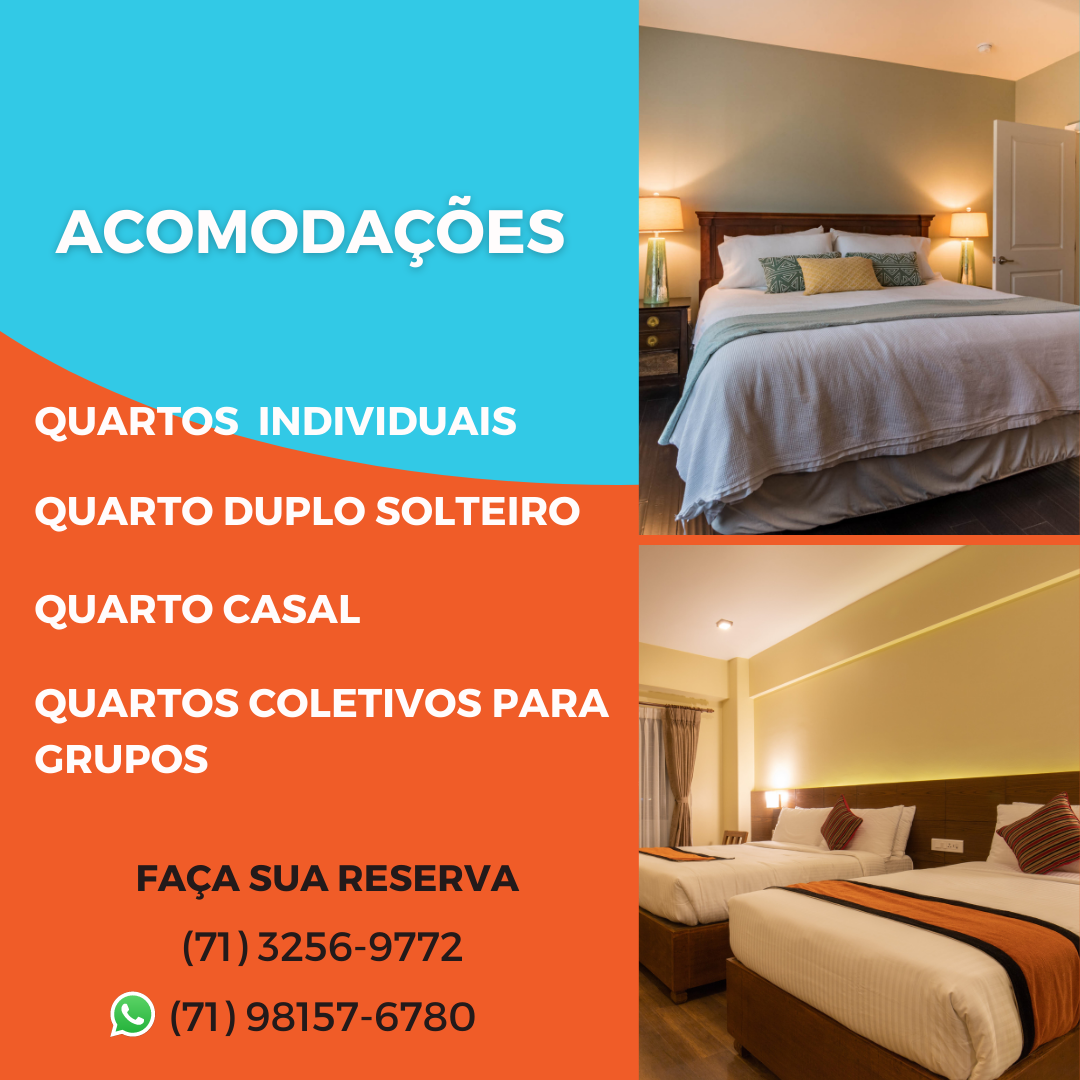 ACOMODAÇÕES
QUARTOS INDIVIDUAIS
QUARTO DUPLO SOLTEIRO
QUARTO CASAL
QUARTOS COLETIVOS PARA
GRUPOS
FAÇA SUA RESERVA
(71) 3256-9772
(71) 98157-6780